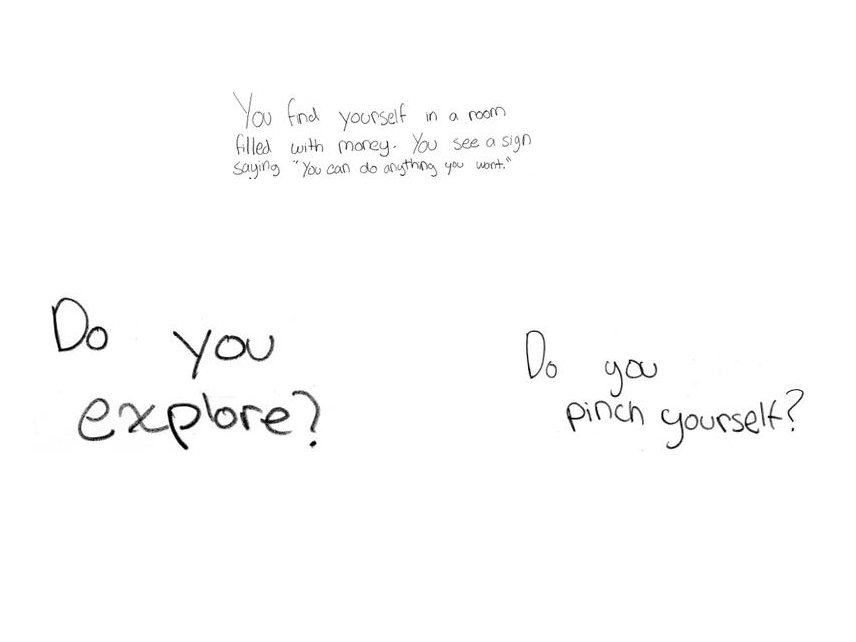 You find yourself in a room
filled with money. You see a sign
saying "You can do anything you want."
Do you
explore?
Do you
pinch yourself?